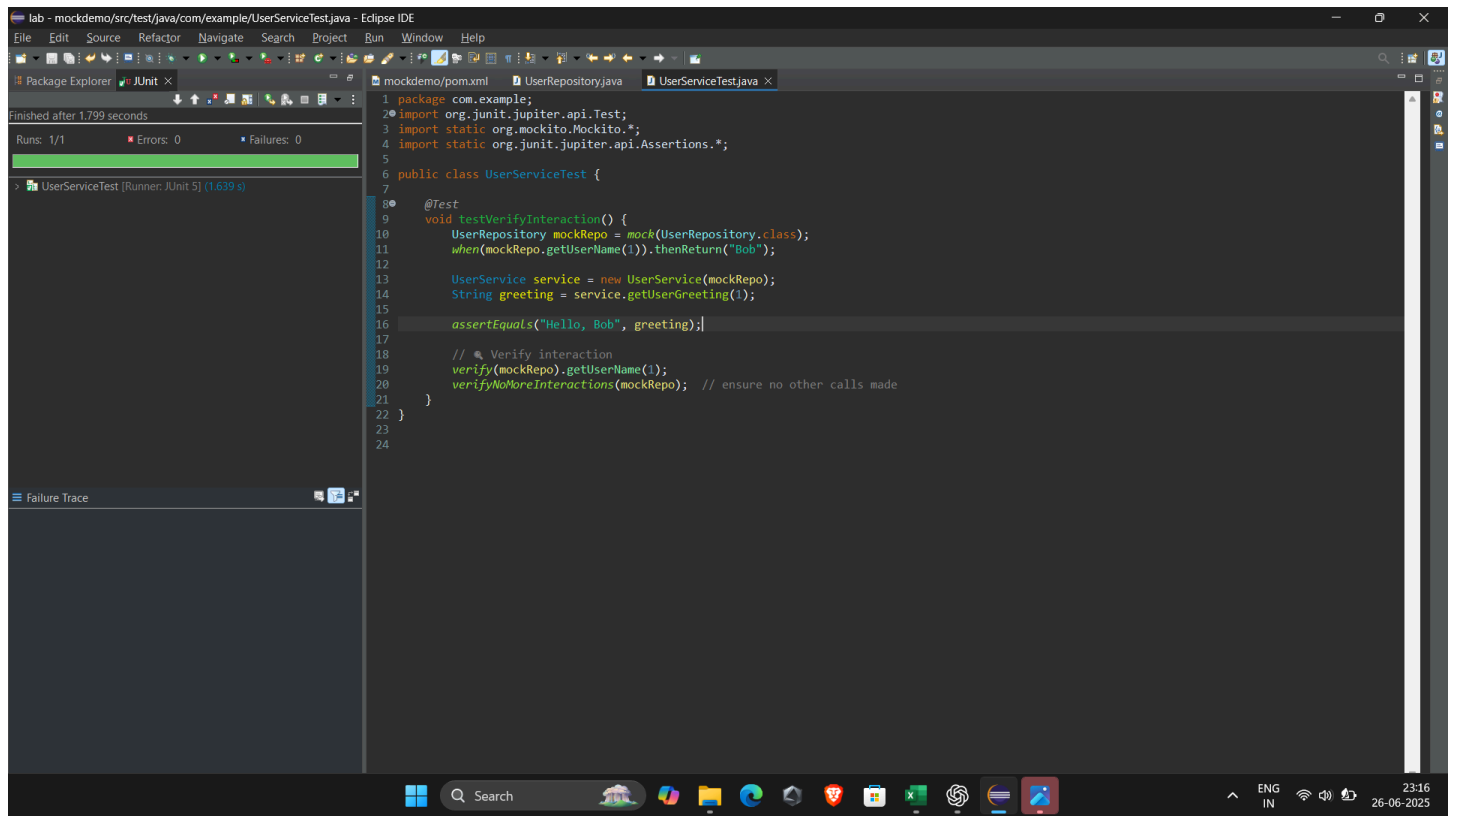 lab - mockdemo/src/test/java/com/example/UserServiceTest.java - Eclipse IDE
File Edit Source Refactor Navigate Search Project Run Window Help
Package Explorer JUnit
mockdemo/pom.xml UserRepository.java UserServiceTest.java
Finished after 1.799 seconds
Runs: 1/1 Errors: 0 Failures: 0
UserServiceTest [Runner: JUnit 5] (1.639 s)
Failure Trace
1 package com.example;
2 import org.junit.jupiter.api.Test;
3 import static org.mockito.Mockito.*;
4 import static org.junit.jupiter.api.Assertions.*;
5
6 public class UserServiceTest {
7
8 @Test
9 void testVerifyInteraction() {
10 UserRepository mockRepo = mock(UserRepository.class);
11 when(mockRepo.getUserName(1)).thenReturn("Bob");
12
13 UserService service = new UserService(mockRepo);
14 String greeting = service.getUserGreeting(1);
15
16 assertEquals("Hello, Bob", greeting);
17
18 // 🔍 Verify interaction
19 verify(mockRepo).getUserName(1);
20 verifyNoMoreInteractions(mockRepo); // ensure no other calls made
21 }
22 }
23
24
Search
ENG
IN
23:16
26-06-2025